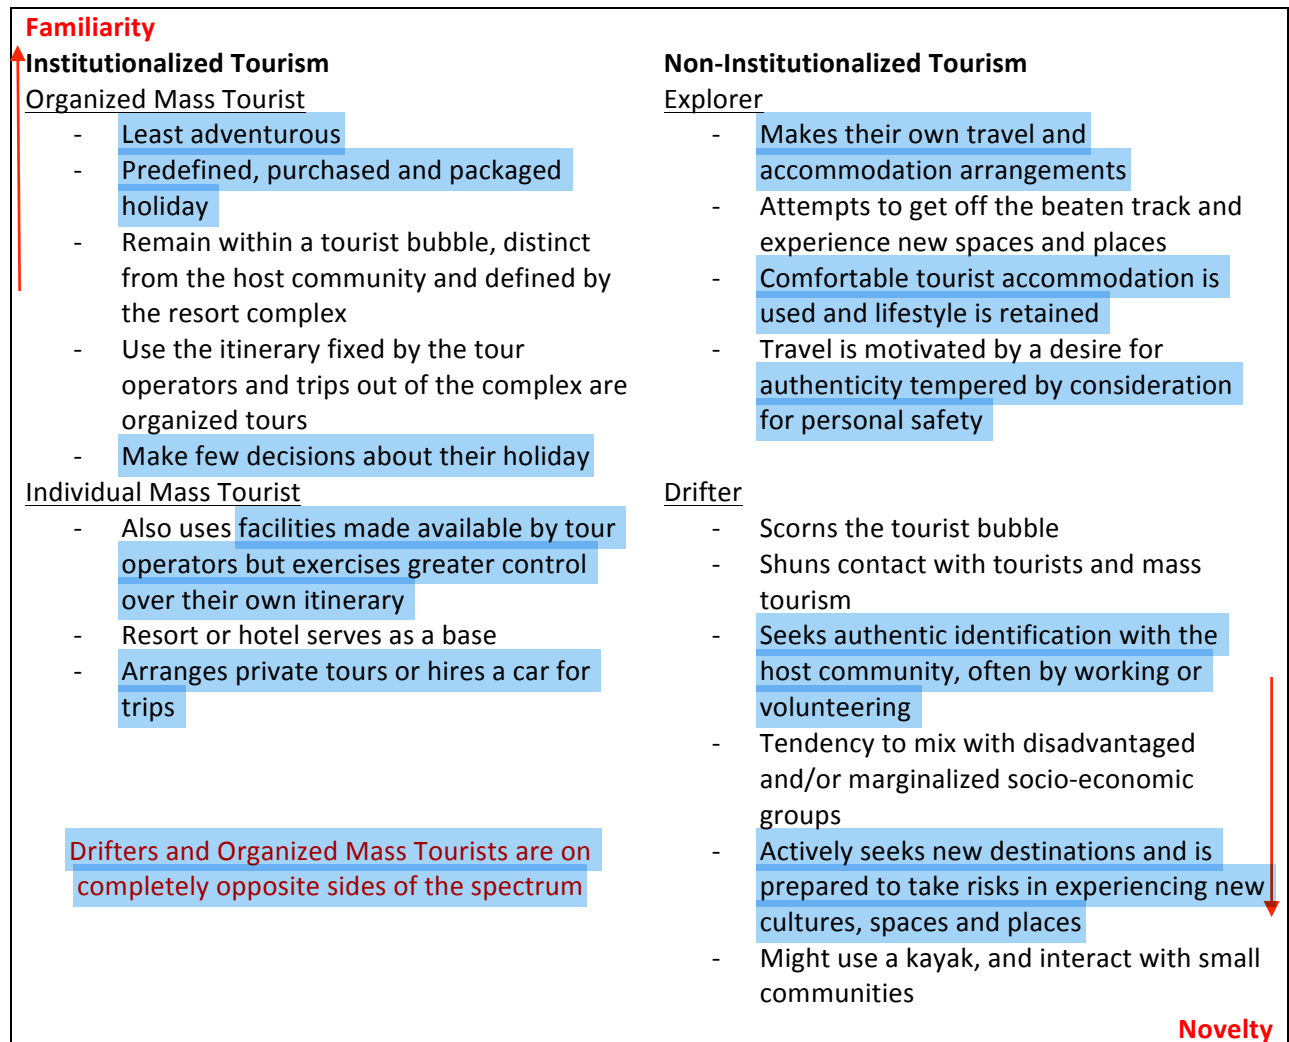 Familiarity
Institutionalized Tourism
Organized Mass Tourist
- Least adventurous
- Predefined, purchased and packaged
holiday
- Remain within a tourist bubble, distinct
from the host community and defined by
the resort complex
- Use the itinerary fixed by the tour
operators and trips out of the complex are
organized tours
- Make few decisions about their holiday
Individual Mass Tourist
- Also uses facilities made available by tour
operators but exercises greater control
over their own itinerary
- Resort or hotel serves as a base
- Arranges private tours or hires a car for
trips
Drifters and Organized Mass Tourists are on
completely opposite sides of the spectrum
Non-Institutionalized Tourism
Explorer
- Makes their own travel and
accommodation arrangements
- Attempts to get off the beaten track and
experience new spaces and places
- Comfortable tourist accommodation is
used and lifestyle is retained
- Travel is motivated by a desire for
authenticity tempered by consideration
for personal safety
Drifter
- Scorns the tourist bubble
- Shuns contact with tourists and mass
tourism
- Seeks authentic identification with the
host community, often by working or
volunteering
- Tendency to mix with disadvantaged
and/or marginalized socio-economic
groups
- Actively seeks new destinations and is
prepared to take risks in experiencing new
cultures, spaces and places
- Might use a kayak, and interact with small
communities
Novelty